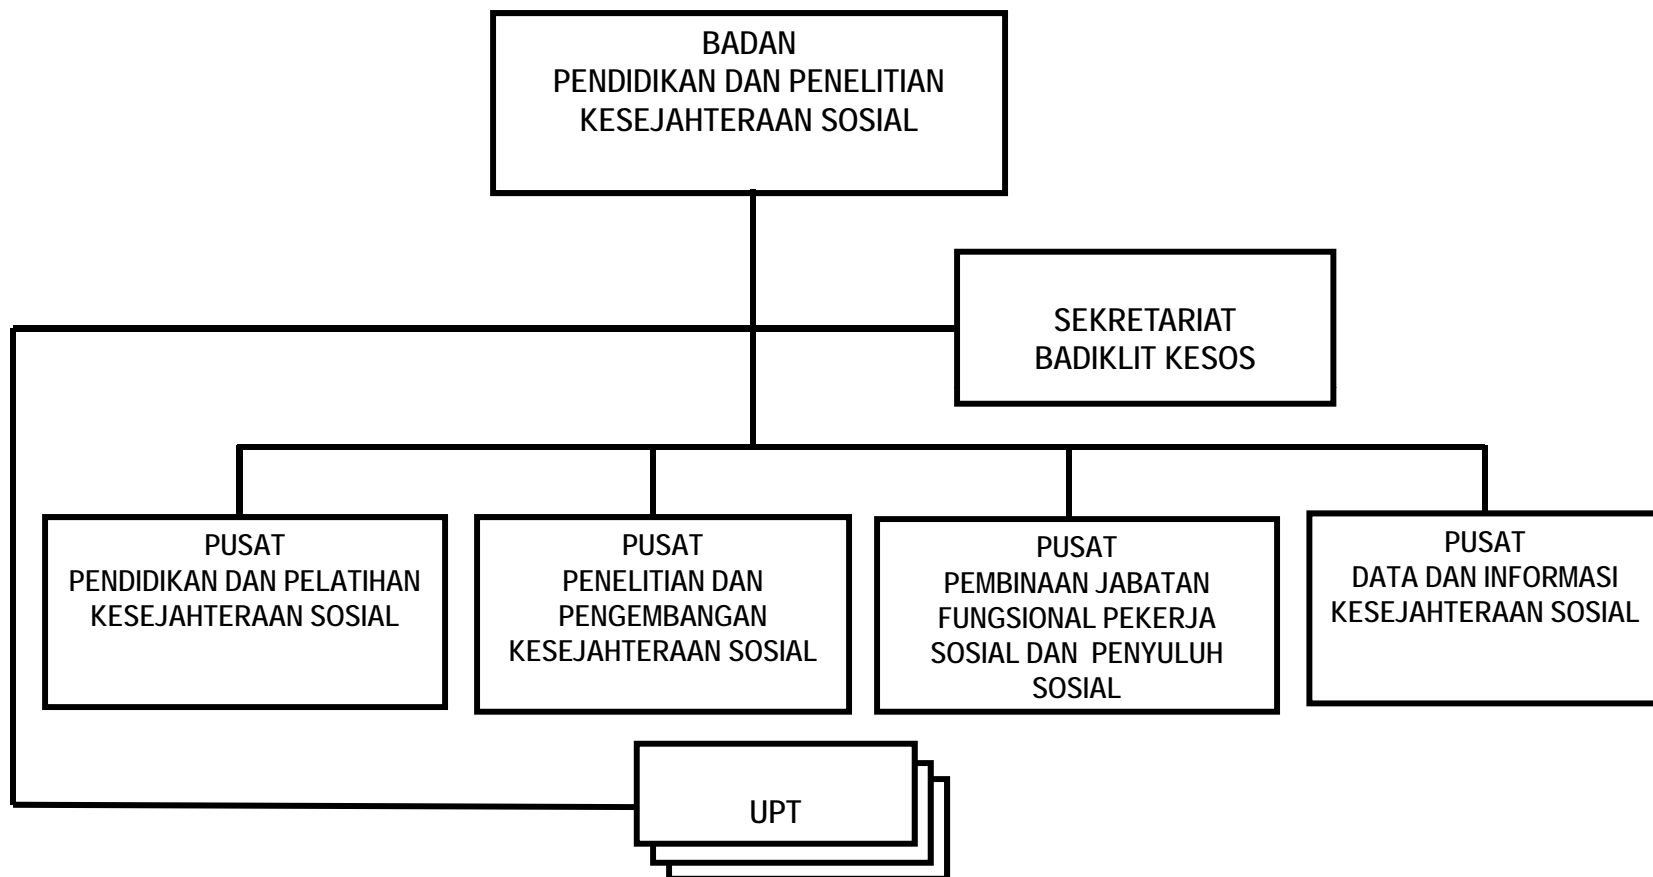 BADAN
PENDIDIKAN DAN PENELITIAN
KESEJAHTERAAN SOSIAL
SEKRETARIAT
BADIKLIT KESOS
PUSAT
PENDIDIKAN DAN PELATIHAN
KESEJAHTERAAN SOSIAL
PUSAT
PENELITIAN DAN
PENGEMBANGAN
KESEJAHTERAAN SOSIAL
PUSAT
PEMBINAAN JABATAN
FUNGSIONAL PEKERJA
SOSIAL DAN PENYULUH
SOSIAL
PUSAT
DATA DAN INFORMASI
KESEJAHTERAAN SOSIAL
UPT